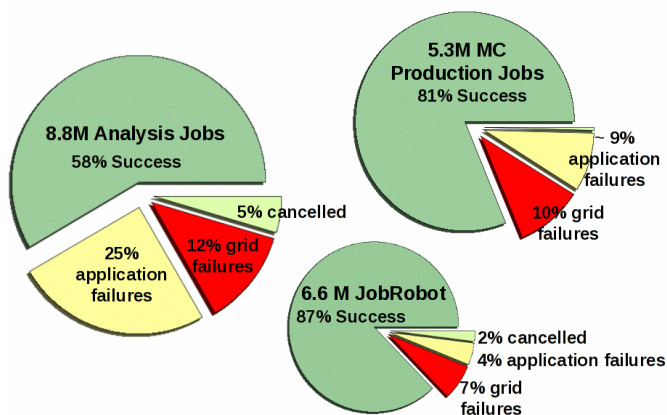 8.8M Analysis Jobs
58% Success
5% cancelled
12% grid
failures
25%
application
failures
5.3M MC
Production Jobs
81% Success
~ 9%
application
failures
10% grid
failures
6.6 M JobRobot
87% Success
2% cancelled
4% application failures
7% grid
failures